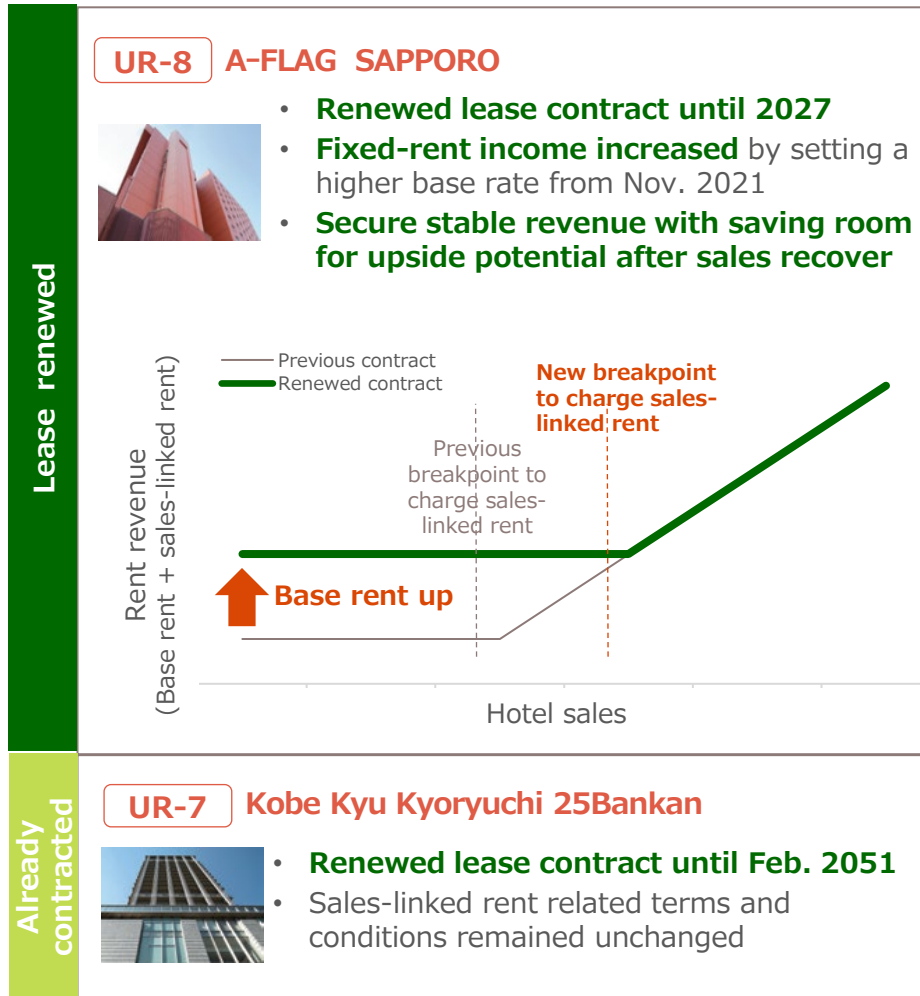 Lease renewed
UR-8 A-FLAG SAPPORO
• Renewed lease contract until 2027
• Fixed-rent income increased by setting a
higher base rate from Nov. 2021
• Secure stable revenue with saving room
for upside potential after sales recover
Previous contract
Renewed contract
New breakpoint
to charge sales-
linked rent
Previous
breakpoint to
charge sales-
linked rent
Rent revenue
(Base rent + sales-linked rent)
Base rent up
Hotel sales
Already
contracted
UR-7 Kobe Kyu Kyoryuchi 25Bankan
• Renewed lease contract until Feb. 2051
• Sales-linked rent related terms and
conditions remained unchanged